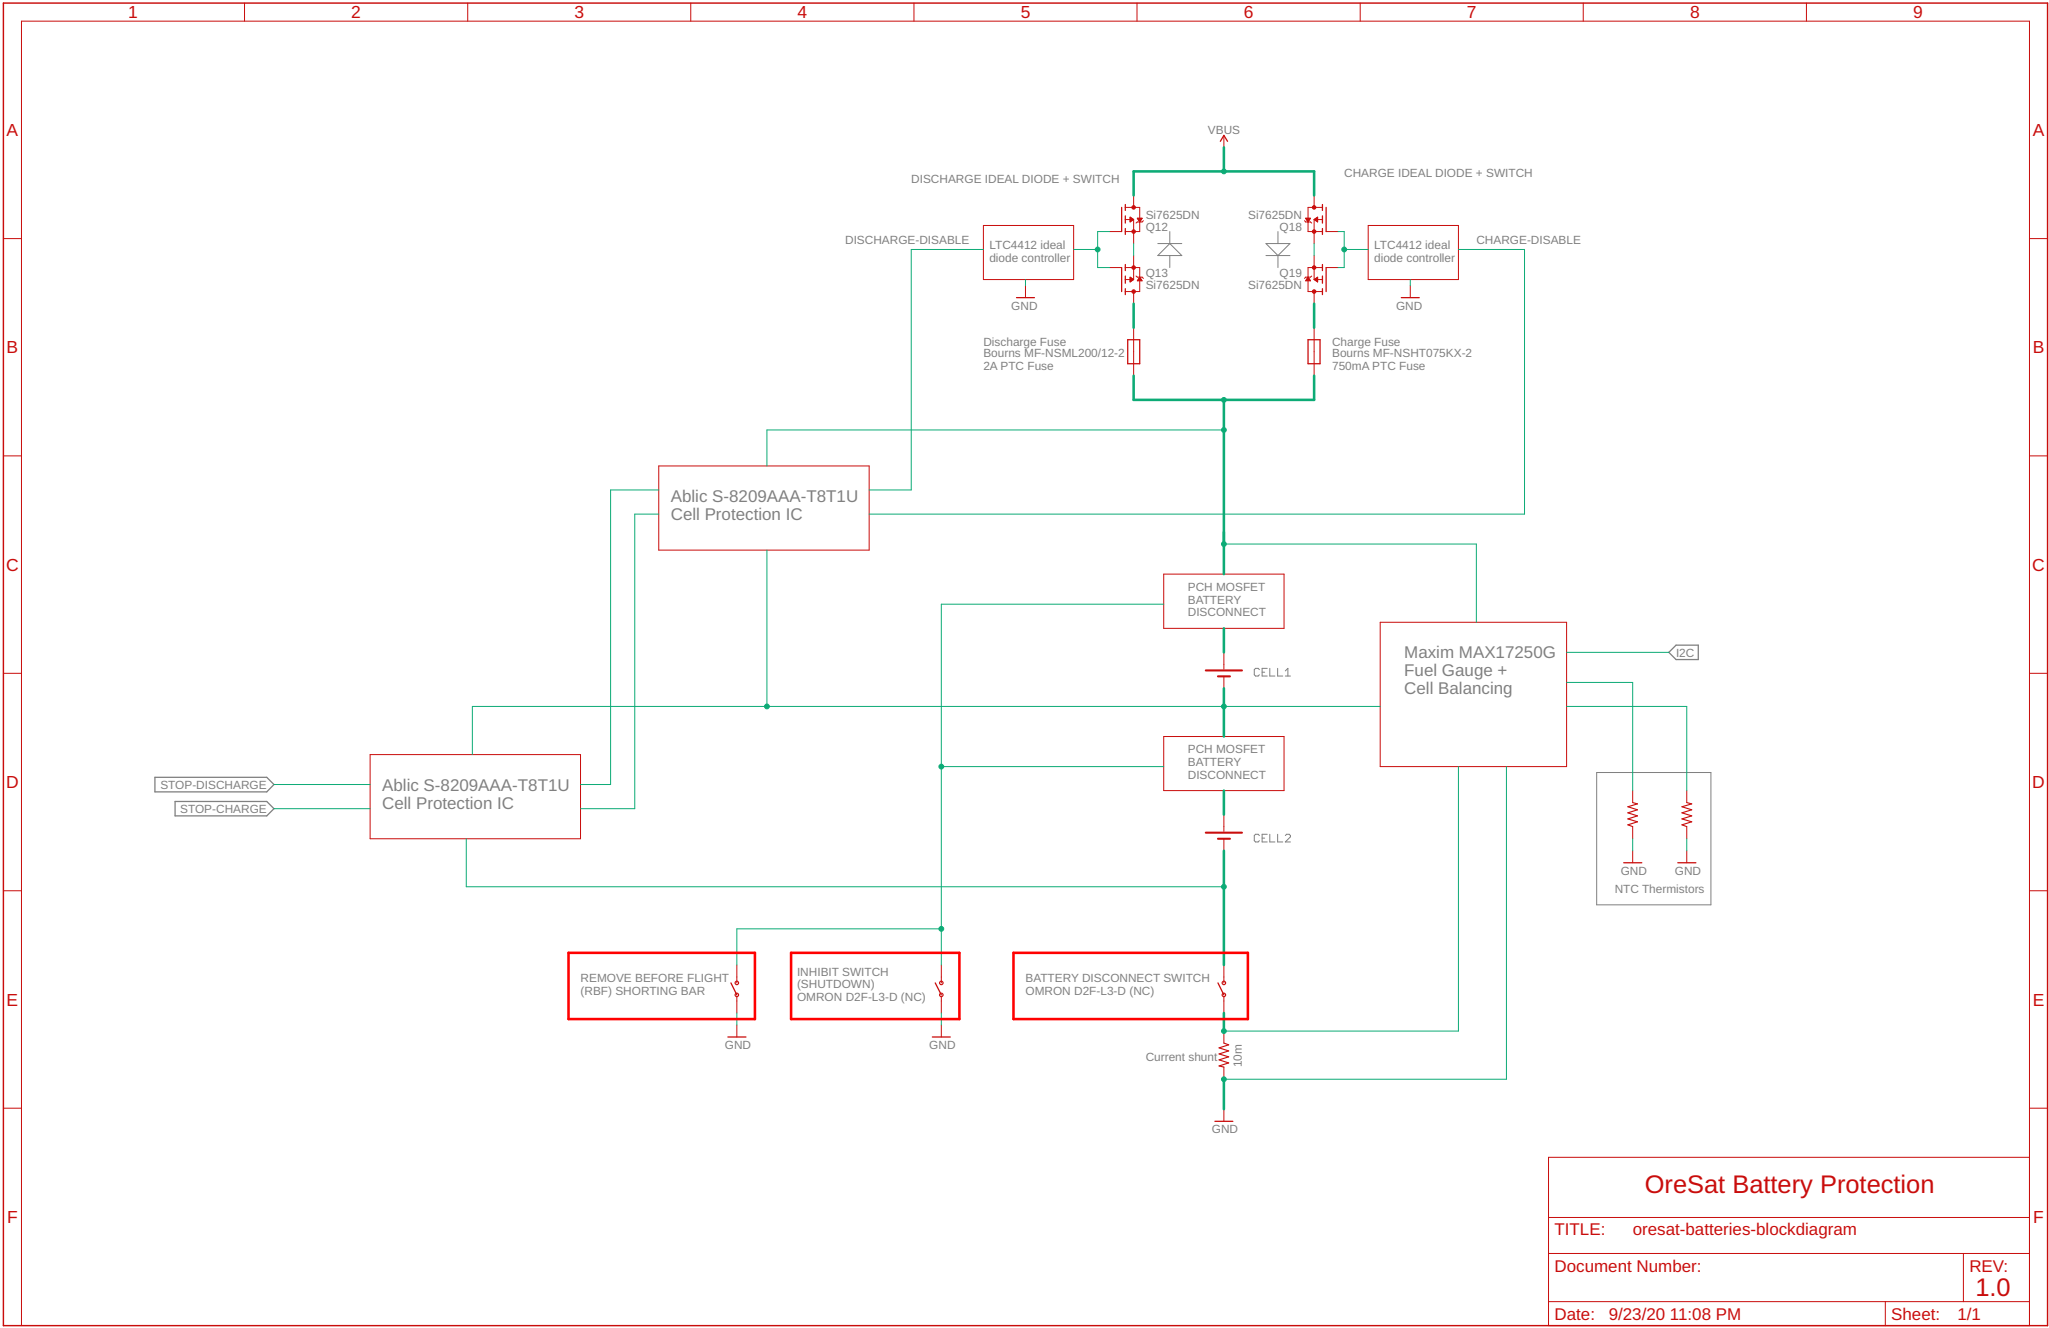 1 2 3 4 5 6 7 8 9
A
A
VBUS
DISCHARGE IDEAL DIODE + SWITCH
CHARGE IDEAL DIODE + SWITCH
Si7625DN
Q12
Si7625DN
Q18
DISCHARGE-DISABLE
LTC4412 ideal
diode controller
GND
LTC4412 ideal
diode controller
GND
CHARGE-DISABLE
Q13
Si7625DN
Q19
Si7625DN
B
B
Discharge Fuse
Bourns MF-NSML200/12-2
2A PTC Fuse
Charge Fuse
Bourns MF-NSHT075KX-2
750mA PTC Fuse
Ablic S-8209AAA-T8T1U
Cell Protection IC
C
C
PCH MOSFET
BATTERY
DISCONNECT
CELL1
Maxim MAX17250G
Fuel Gauge +
Cell Balancing
I2C
PCH MOSFET
BATTERY
DISCONNECT
D
D
STOP-DISCHARGE
STOP-CHARGE
Ablic S-8209AAA-T8T1U
Cell Protection IC
CELL2
GND
GND
NTC Thermistors
E
E
REMOVE BEFORE FLIGHT
(RBF) SHORTING BAR
GND
INHIBIT SWITCH
(SHUTDOWN)
OMRON D2F-L3-D (NC)
GND
BATTERY DISCONNECT SWITCH
OMRON D2F-L3-D (NC)
Current shunt
10m
GND
F
F
OreSat Battery Protection
TITLE: oresat-batteries-blockdiagram
Document Number:
REV:
1.0
Date: 9/23/20 11:08 PM
Sheet: 1/1